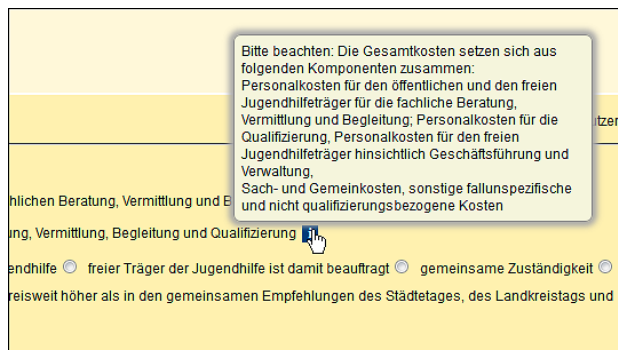 Bitte beachten: Die Gesamtkosten setzen sich aus
folgenden Komponenten zusammen:
Personalkosten für den öffentlichen und den freien
Jugendhilfeträger für die fachliche Beratung,
Vermittlung und Begleitung; Personalkosten für die
Qualifizierung, Personalkosten für den freien
Jugendhilfeträger hinsichtlich Geschäftsführung und
Verwaltung,
Sach- und Gemeinkosten, sonstige fallunspezifische
und nicht qualifizierungsbezogene Kosten
tzer
hlichen Beratung, Vermittlung und B
ung, Vermittlung, Begleitung und Qualifizierung i
endhilfe freier Träger der Jugendhilfe ist damit beauftragt gemeinsame Zuständigkeit
reisweit höher als in den gemeinsamen Empfehlungen des Städtetages, des Landkreistags und